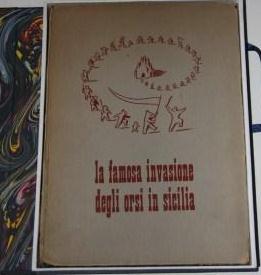 la famosa invasione
degli orsi in sicilia